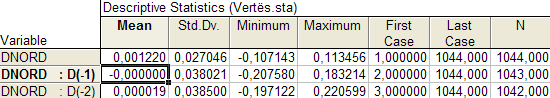 Descriptive Statistics (Vertės.sta)
Variable Mean Std.Dv. Minimum Maximum First Case Last Case N
DNORD 0,001220 0,027046 -0,107143 0,113456 1,000000 1044,000 1044,000
DNORD : D(-1) -0,000000 0,038021 -0,207580 0,183214 2,000000 1044,000 1043,000
DNORD : D(-2) 0,000019 0,038500 -0,197122 0,220599 3,000000 1044,000 1042,000